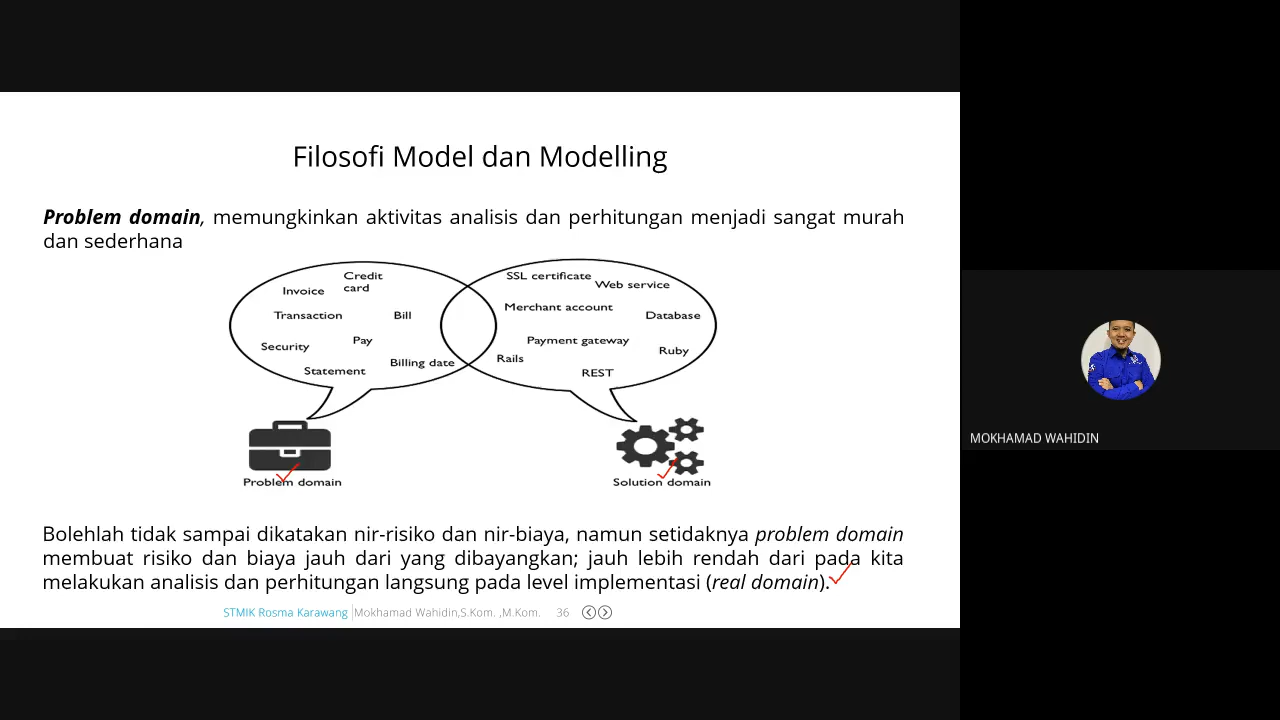 Filosofi Model dan Modelling
Problem domain, memungkinkan aktivitas analisis dan perhitungan menjadi sangat murah
dan sederhana
Credit
card
Invoice
Transaction
Bill
Security
Pay
Billing date
Statement
SSL certificate
Web service
Merchant account
Database
Payment gateway
Rails
Ruby
REST
Problem domain
Solution domain
Bolehlah tidak sampai dikatakan nir-risiko dan nir-biaya, namun setidaknya problem domain
membuat risiko dan biaya jauh dari yang dibayangkan; jauh lebih rendah dari pada kita
melakukan analisis dan perhitungan langsung pada level implementasi (real domain).
STMIK Rosma Karawang Mokhamad Wahidin,S.Kom. ,M.Kom. 36
MOKHAMAD WAHIDIN